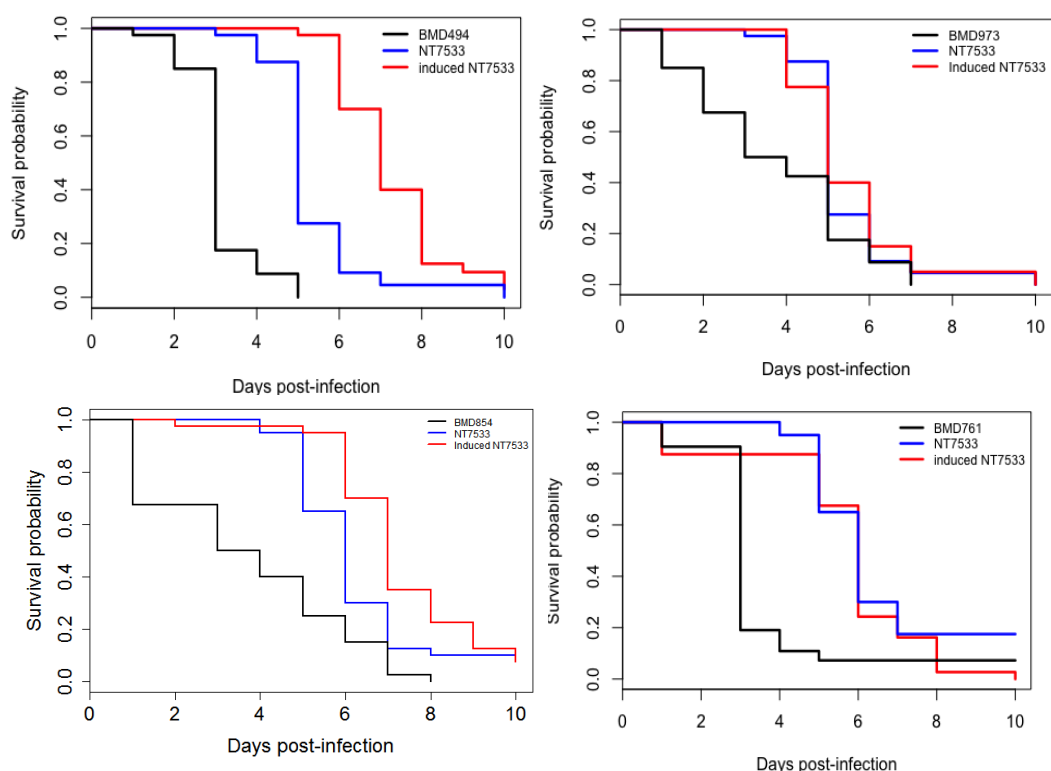 Survival probability
1.0
0.8
0.6
0.4
0.2
0.0
BMD494
NT7533
induced NT7533
0 2 4 6 8 10
Days post-infection
Survival probability
1.0
0.8
0.6
0.4
0.2
0.0
BMD973
NT7533
Induced NT7533
0 2 4 6 8 10
Days post-infection
Survival probability
1.0
0.8
0.6
0.4
0.2
0.0
BMD854
NT7533
Induced NT7533
0 2 4 6 8 10
Days post-infection
Survival probability
1.0
0.8
0.6
0.4
0.2
0.0
BMD761
NT7533
induced NT7533
0 2 4 6 8 10
Days post-infection